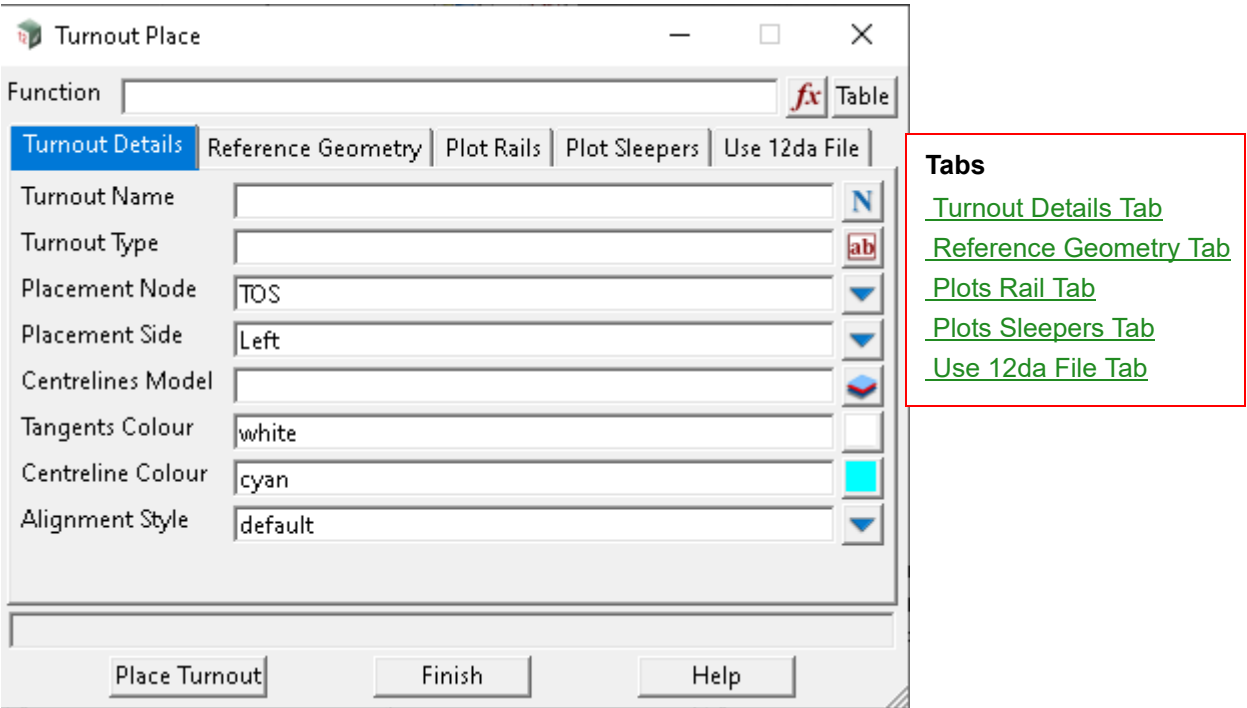 Turnout Place
Function fx Table
Turnout Details Reference Geometry Plot Rails Plot Sleepers Use 12da File
Turnout Name N
Turnout Type ab
Placement Node TOS
Placement Side Left
Centrelines Model
Tangents Colour white
Centreline Colour cyan
Alignment Style default
Place Turnout Finish Help
Tabs
Turnout Details Tab
Reference Geometry Tab
Plots Rail Tab
Plots Sleepers Tab
Use 12da File Tab